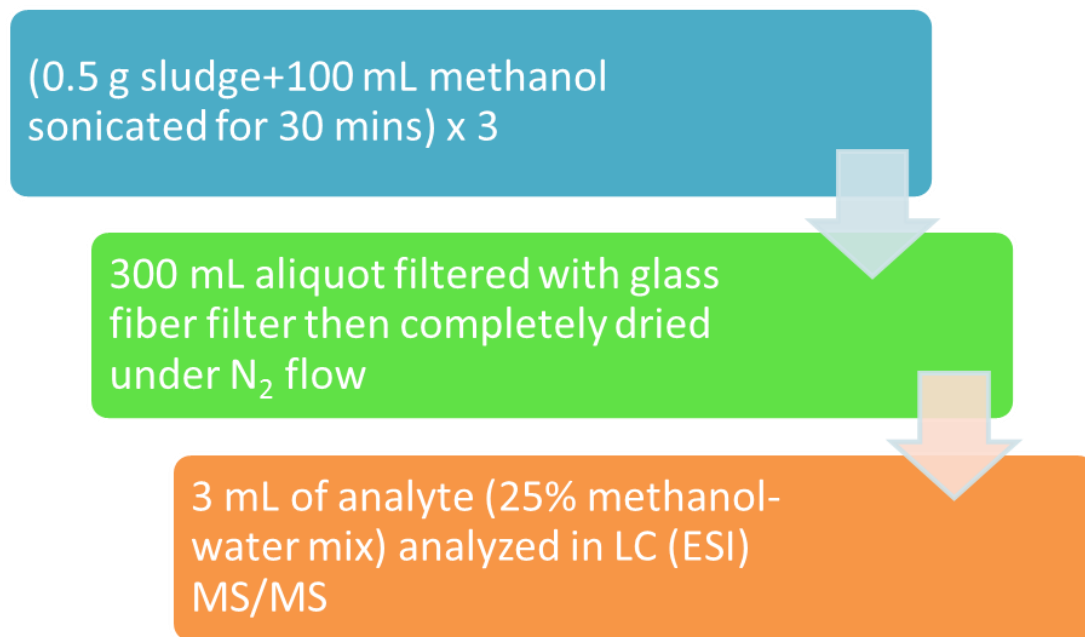 (0.5 g sludge+100 mL methanol
sonicated for 30 mins) x 3
300 mL aliquot filtered with glass
fiber filter then completely dried
under N₂ flow
3 mL of analyte (25% methanol-
water mix) analyzed in LC (ESI)
MS/MS